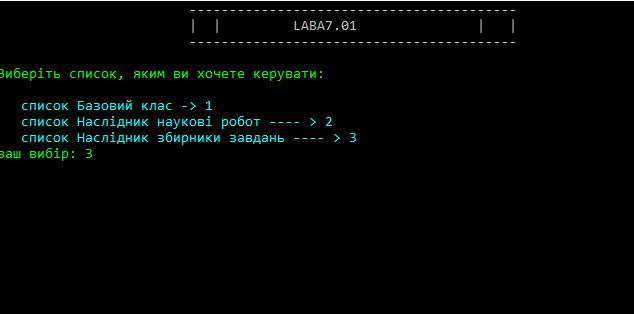 -----------------------------------------
|  |         LABA7.01               |   |
-----------------------------------------
Виберіть список, яким ви хочете керувати:
список Базовий клас -> 1
список Наслідник наукові робот ---- > 2
список Наслідник збірники завдань ---- > 3
ваш вибір: 3